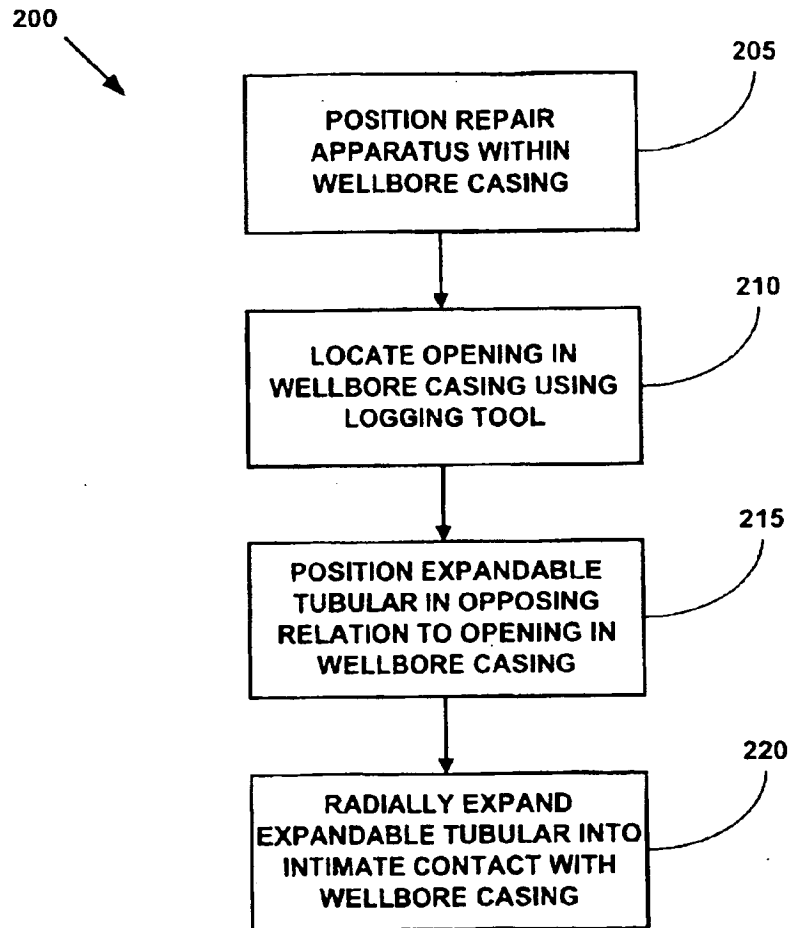 200
205
POSITION REPAIR
APPARATUS WITHIN
WELLBORE CASING
210
LOCATE OPENING IN
WELLBORE CASING USING
LOGGING TOOL
215
POSITION EXPANDABLE
TUBULAR IN OPPOSING
RELATION TO OPENING IN
WELLBORE CASING
220
RADIALLY EXPAND
EXPANDABLE TUBULAR INTO
INTIMATE CONTACT WITH
WELLBORE CASING